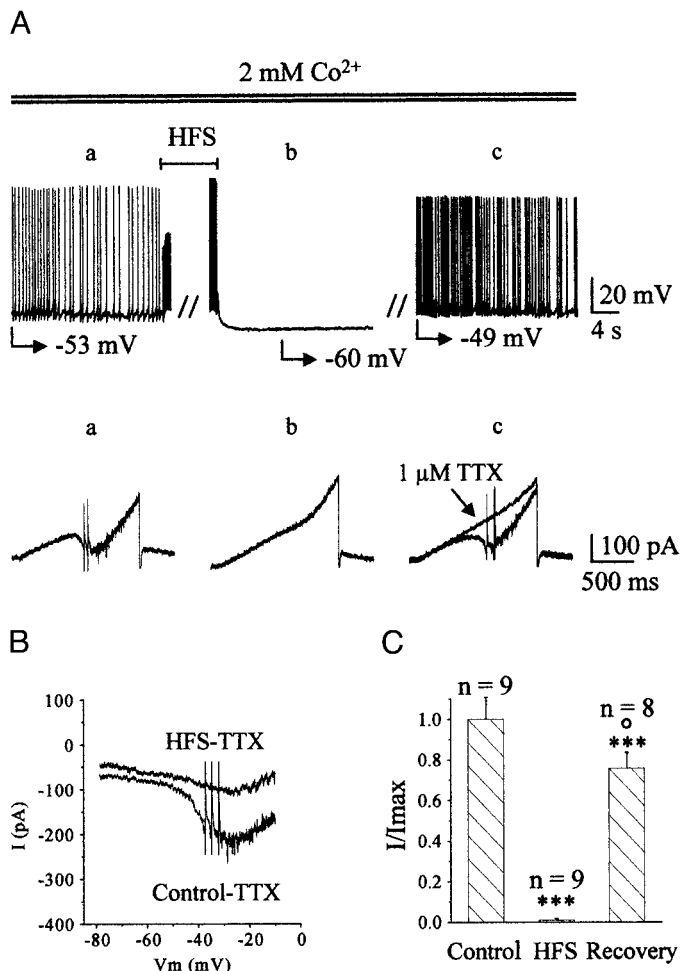 A
2 mM Co²⁺
HFS
a b c
// //
-53 mV
-60 mV
-49 mV
20 mV
4 s
a b c
1 μM TTX
100 pA
500 ms
B
100
0
-100
-200
-300
-400
I (pA)
HFS-TTX
Control-TTX
-80 -60 -40 -20 0
Vm (mV)
C
I/Imax
1.0
0.8
0.6
0.4
0.2
0.0
n = 9
n = 9
***
n = 8
°
***
Control HFS Recovery